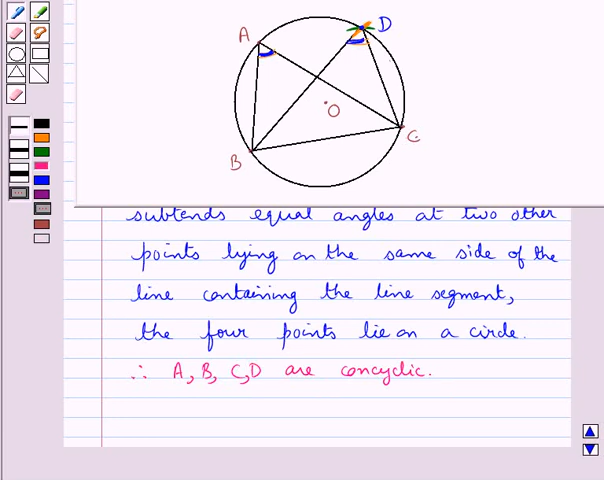 A
D
O
B
C
subtends equal angles at two other
points lying on the same side of the
line containing the line segment,
the four points lie on a circle.
∴ A, B, C, D are concyclic.